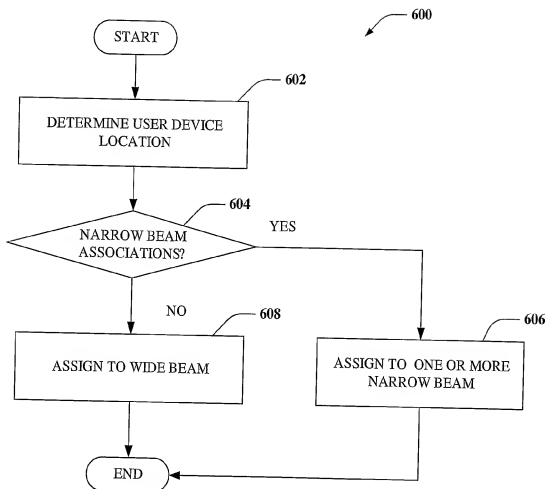 600
START
602
DETERMINE USER DEVICE
LOCATION
604
NARROW BEAM
ASSOCIATIONS?
YES
NO
608
ASSIGN TO WIDE BEAM
606
ASSIGN TO ONE OR MORE
NARROW BEAM
END